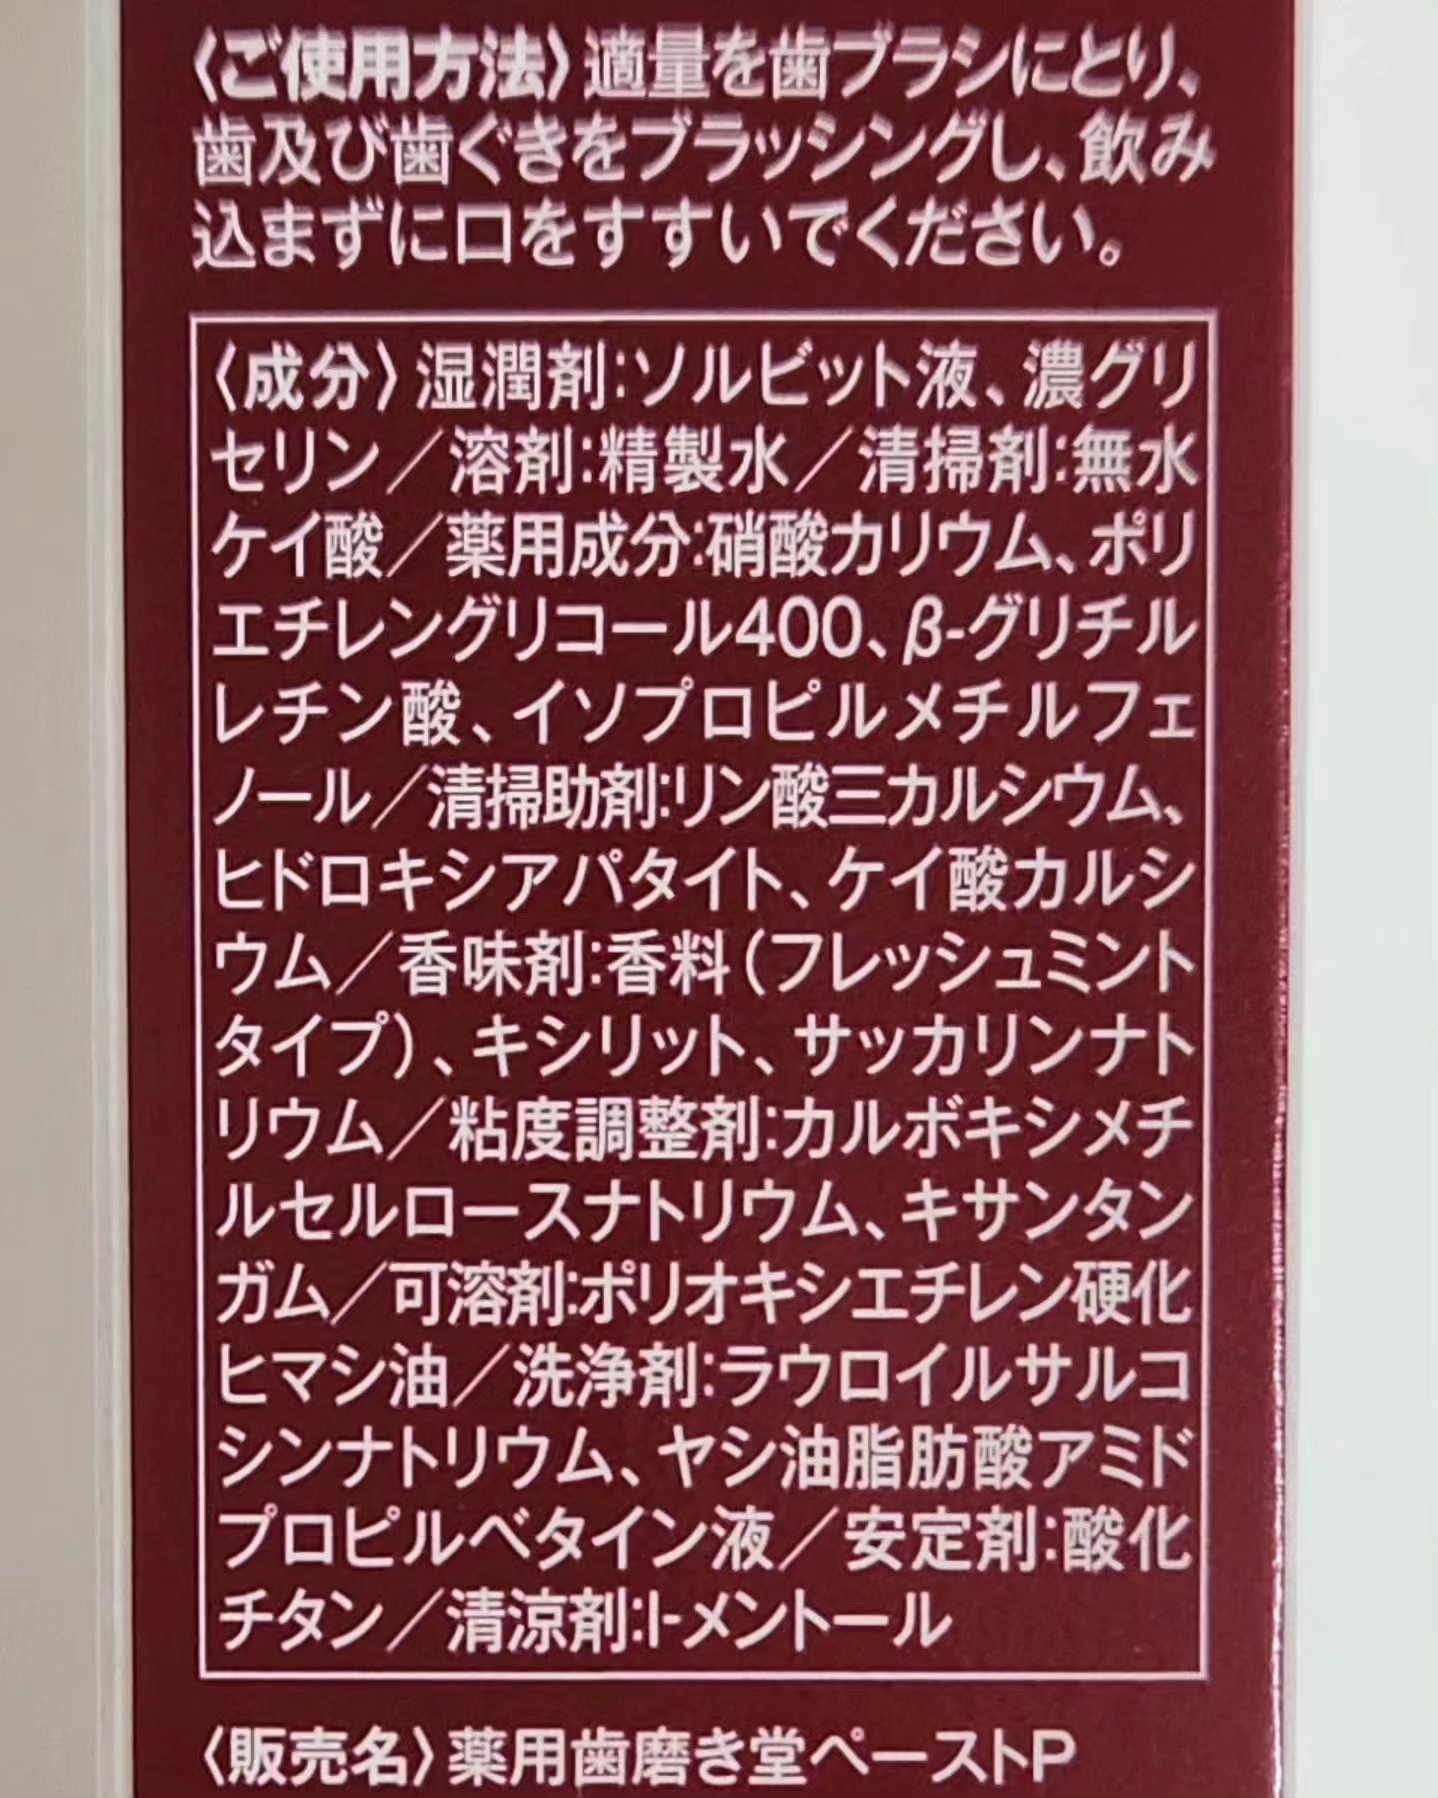 〈ご使用方法〉適量を歯ブラシにとり、
歯及び歯ぐきをブラッシングし、飲み
込まずに口をすすいでください。
〈成分〉湿潤剤:ソルビット液、濃グリ
セリン／溶剤:精製水／清掃剤:無水
ケイ酸／薬用成分:硝酸カリウム、ポリ
エチレングリコール400、β-グリチル
レチン酸、イソプロピルメチルフェ
ノール／清掃助剤:リン酸三カルシウム、
ヒドロキシアパタイト、ケイ酸カルシ
ウム／香味剤:香料(フレッシュミント
タイプ)、キシリット、サッカリンナト
リウム／粘度調整剤:カルボキシメチ
ルセルロースナトリウム、キサンタン
ガム／可溶剤:ポリオキシエチレン硬化
ヒマシ油／洗浄剤:ラウロイルサルコ
シンナトリウム、ヤシ油脂肪酸アミド
プロピルベタイン液／安定剤:酸化
チタン／清涼剤:l-メントール
〈販売名〉薬用歯磨き堂ペーストP